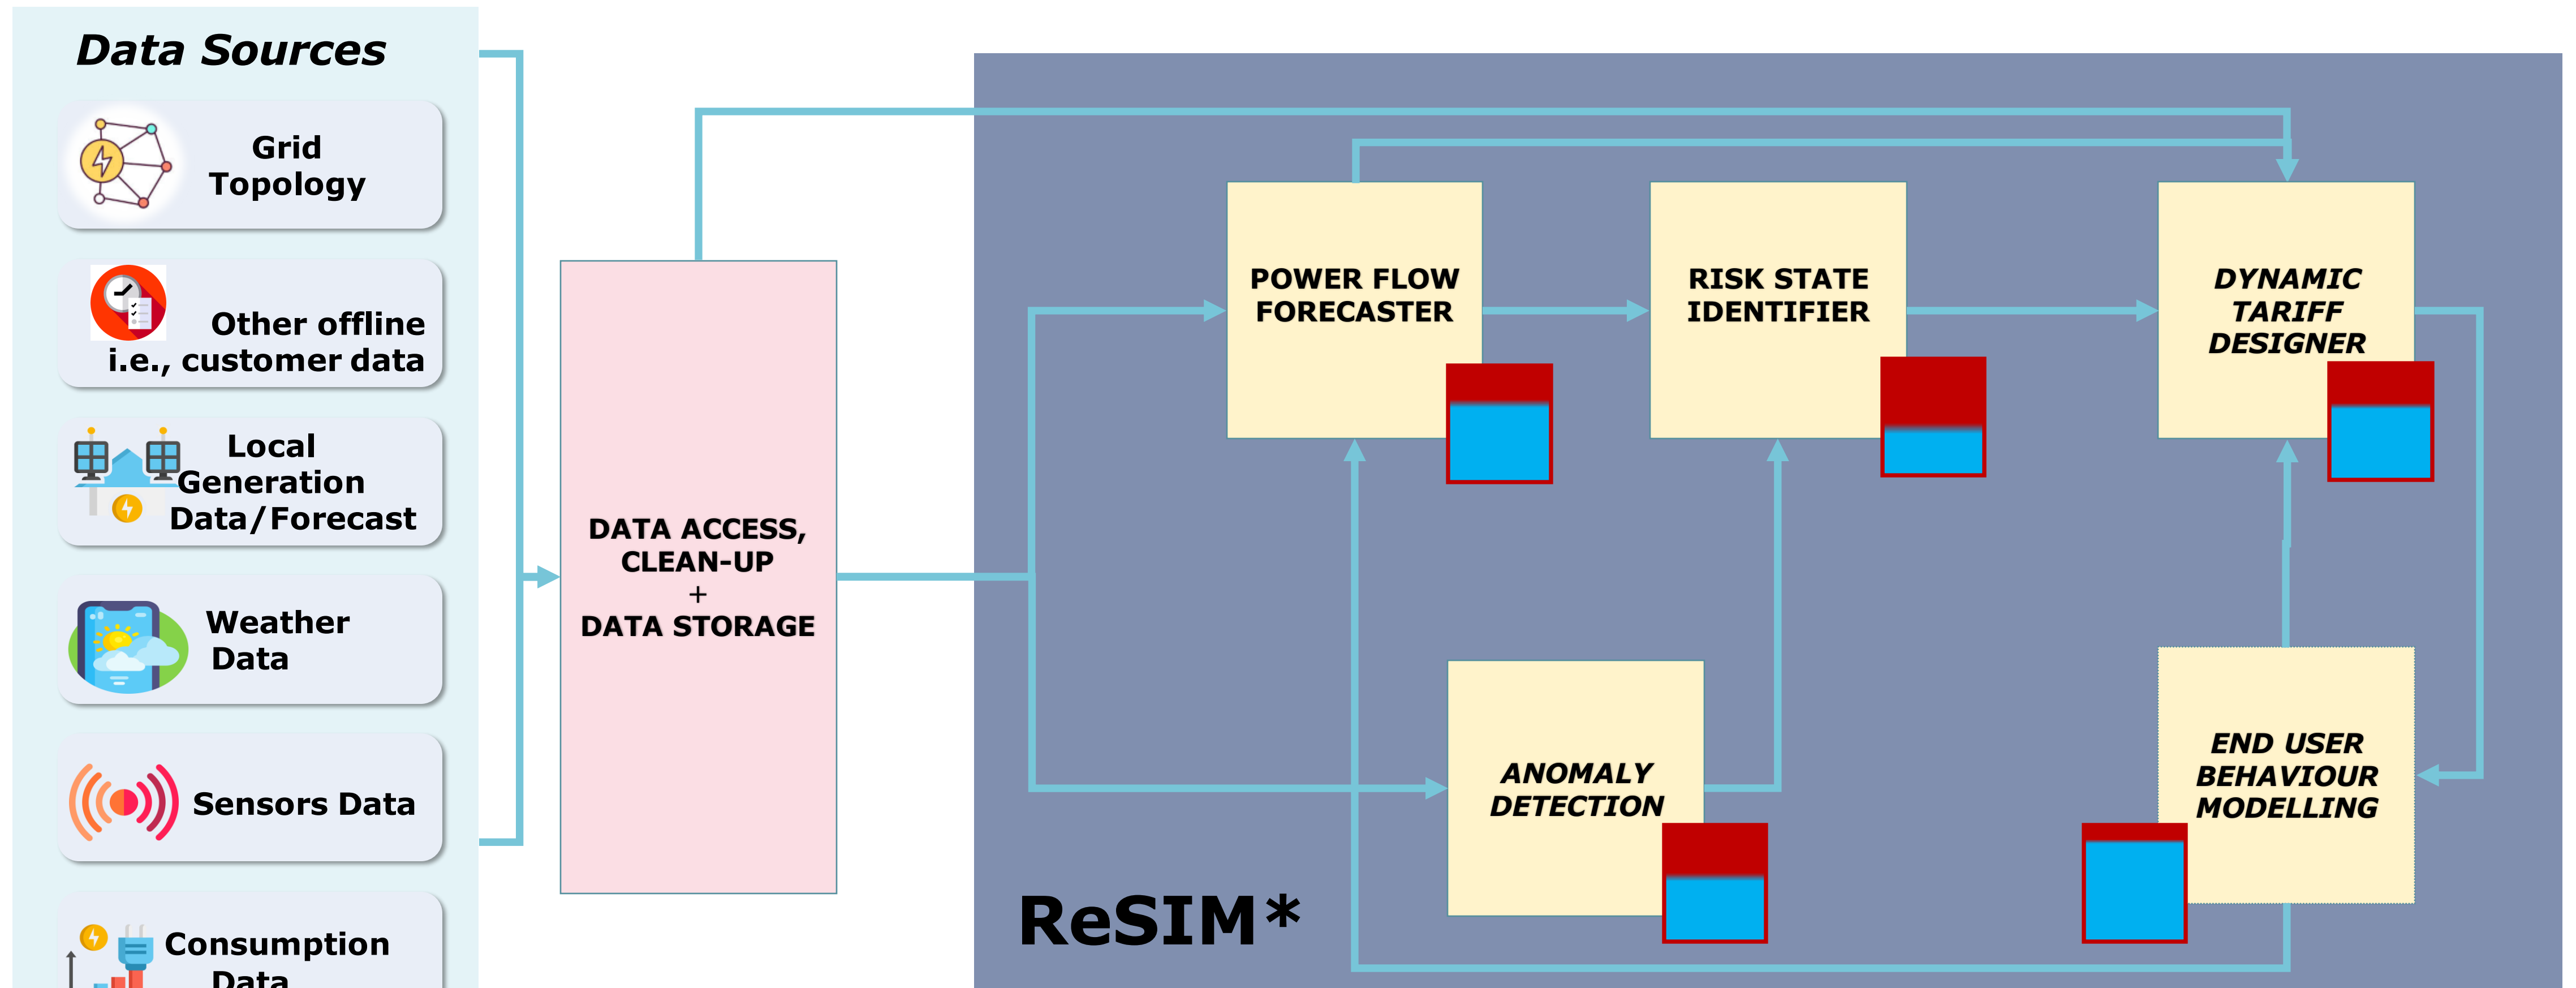 Data Sources
Grid
Topology
Other offline
i.e., customer data
Local
Generation
Data/Forecast
Weather
Data
Sensors Data
Consumption
Data
DATA ACCESS,
CLEAN-UP
+
DATA STORAGE
POWER FLOW
FORECASTER
RISK STATE
IDENTIFIER
DYNAMIC
TARIFF
DESIGNER
ANOMALY
DETECTION
END USER
BEHAVIOUR
MODELLING
ReSIM*